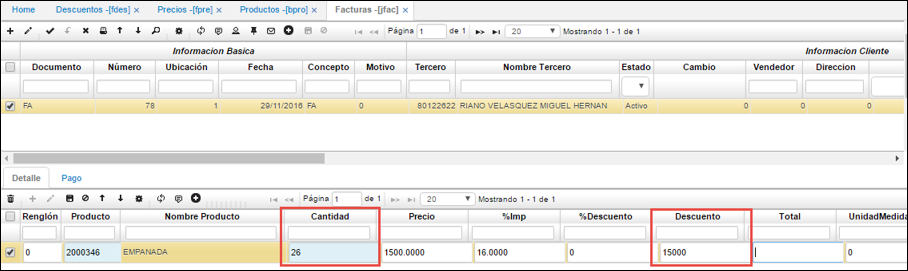 Home Descuentos -[fdes] × Precios -[fpre] × Productos -[bpro] × Facturas -[jfac] ×
Página 1 de 1 20 Mostrando 1 - 1 de 1
Informacion Basica Informacion Cliente
Documento Número Ubicación Fecha Concepto Motivo Tercero Nombre Tercero Estado Cambio Vendedor Direccion
FA 78 1 29/11/2016 FA 0 80122622 RIANO VELASQUEZ MIGUEL HERNAN Activo 0 0 0
Detalle Pago
Página 1 de 1 20 Mostrando 1 - 1 de 1
Renglón Producto Nombre Producto Cantidad Precio %Imp %Descuento Descuento Total UnidadMedida
0 2000346 EMPANADA 26 1500.0000 16.0000 0 15000 0